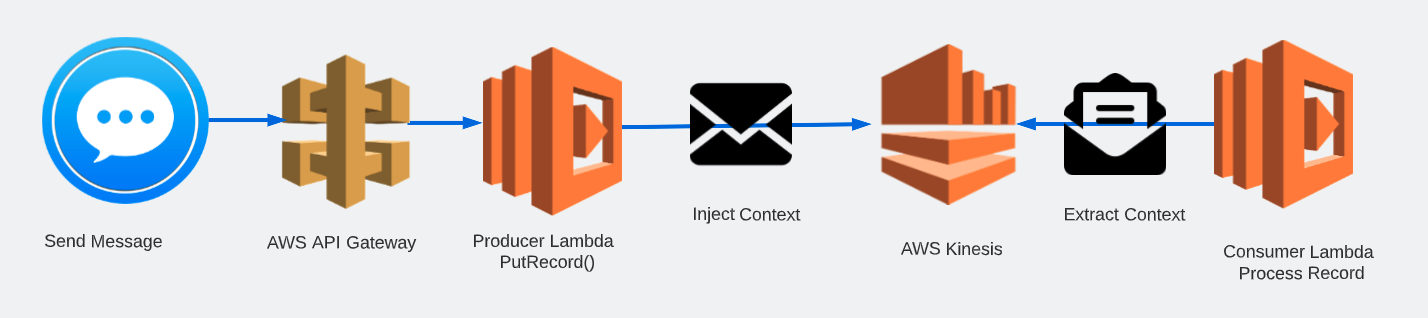 Send Message
AWS API Gateway
Producer Lambda
PutRecord()
Inject Context
AWS Kinesis
Extract Context
Consumer Lambda
Process Record